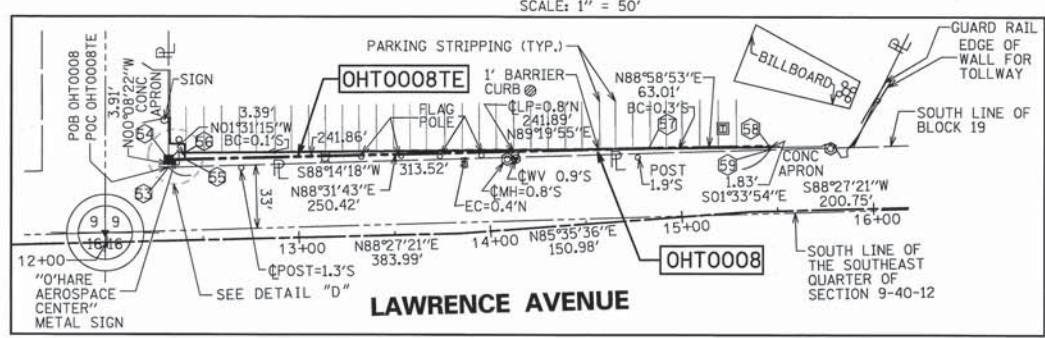 SCALE: 1" = 50'
GUARD RAIL
EDGE OF
WALL FOR
TOLLWAY
SOUTH LINE OF
BLOCK 19
BILLBOARD
PARKING STRIPPING (TYP.)
OHT0008TE
1' BARRIER
CURB
N88°58'53"E
63.01'
BC=0.3'S
POB OHT0008
POC OHT0008TE
3.91'
N00°08'22"W
CONC
APRON
SIGN
3.39'
N01°31'15"W
BC=0.1'S
241.86'
FLAG
POLE
℄LP=0.8'N
241.89'
N89°19'55"E
54
56
57
58
53
55
59
S88°14'18"W
313.52'
N88°31'43"E
250.42'
℄WV 0.9'S
℄MH=0.8'S
EC=0.4'N
POST
1.9'S
1.83'
S01°33'54"E
CONC
APRON
S88°27'21"W
200.75'
33'
9 9
16 16
12+00
13+00
14+00
15+00
16+00
N88°27'21"E
383.99'
N85°35'36"E
150.98'
OHT0008
SOUTH LINE OF
THE SOUTHEAST
QUARTER OF
SECTION 9-40-12
℄POST=1.3'S
SEE DETAIL "D"
"O'HARE
AEROSPACE
CENTER"
METAL SIGN
LAWRENCE AVENUE